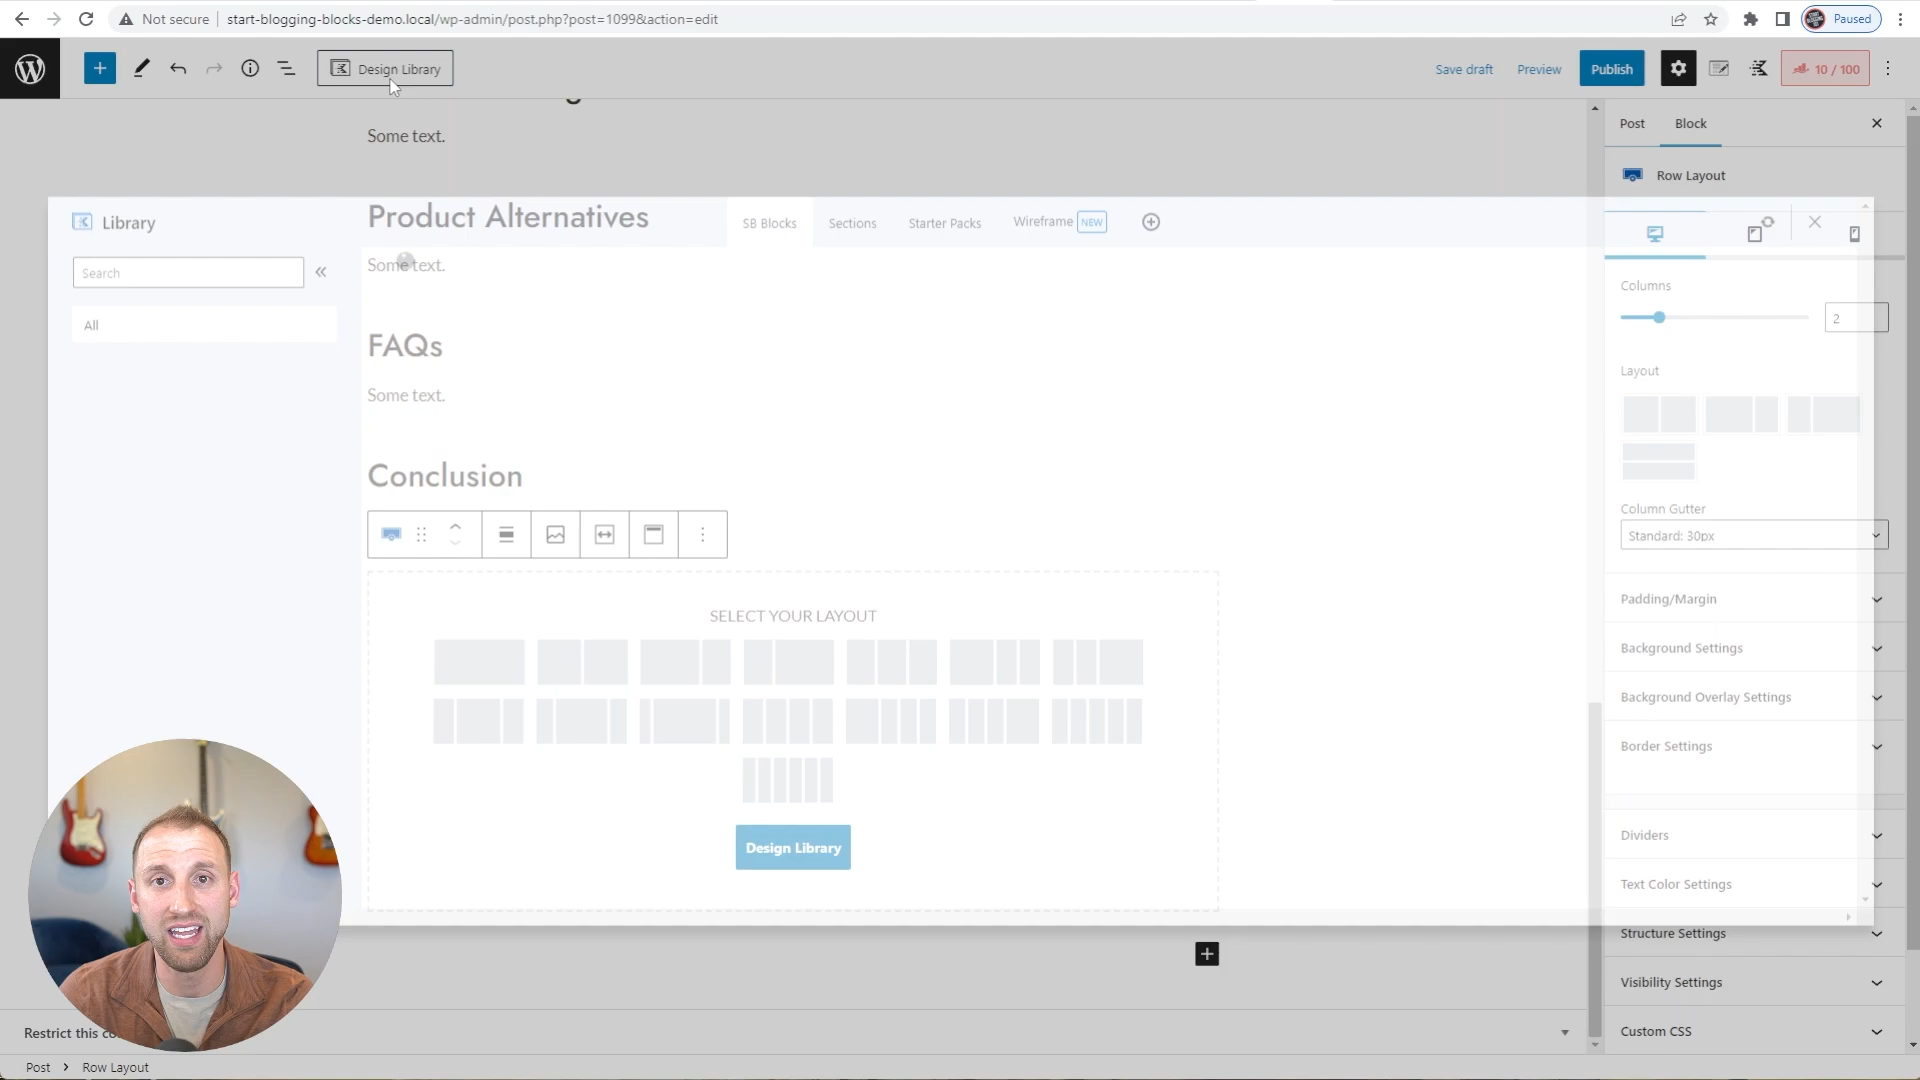 Not secure
start-blogging-blocks-demo.local/wp-admin/post.php?post=1099&action=edit
Paused
Design Library
Save draft
Preview
Publish
10 / 100
Some text.
Post
Block
Row Layout
Library
Product Alternatives
SB Blocks
Sections
Starter Packs
Wireframe NEW
Search
Some text.
All
Columns
2
FAQs
Layout
Some text.
Conclusion
Column Gutter
Standard: 30px
SELECT YOUR LAYOUT
Padding/Margin
Background Settings
Background Overlay Settings
Border Settings
Design Library
Dividers
Text Color Settings
Structure Settings
Visibility Settings
Restrict this
Custom CSS
Post
Row Layout